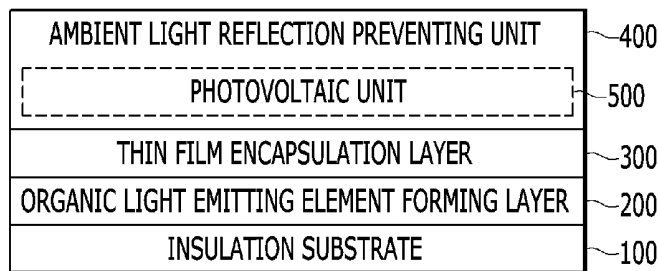 AMBIENT LIGHT REFLECTION PREVENTING UNIT 400
PHOTOVOLTAIC UNIT 500
THIN FILM ENCAPSULATION LAYER 300
ORGANIC LIGHT EMITTING ELEMENT FORMING LAYER 200
INSULATION SUBSTRATE 100